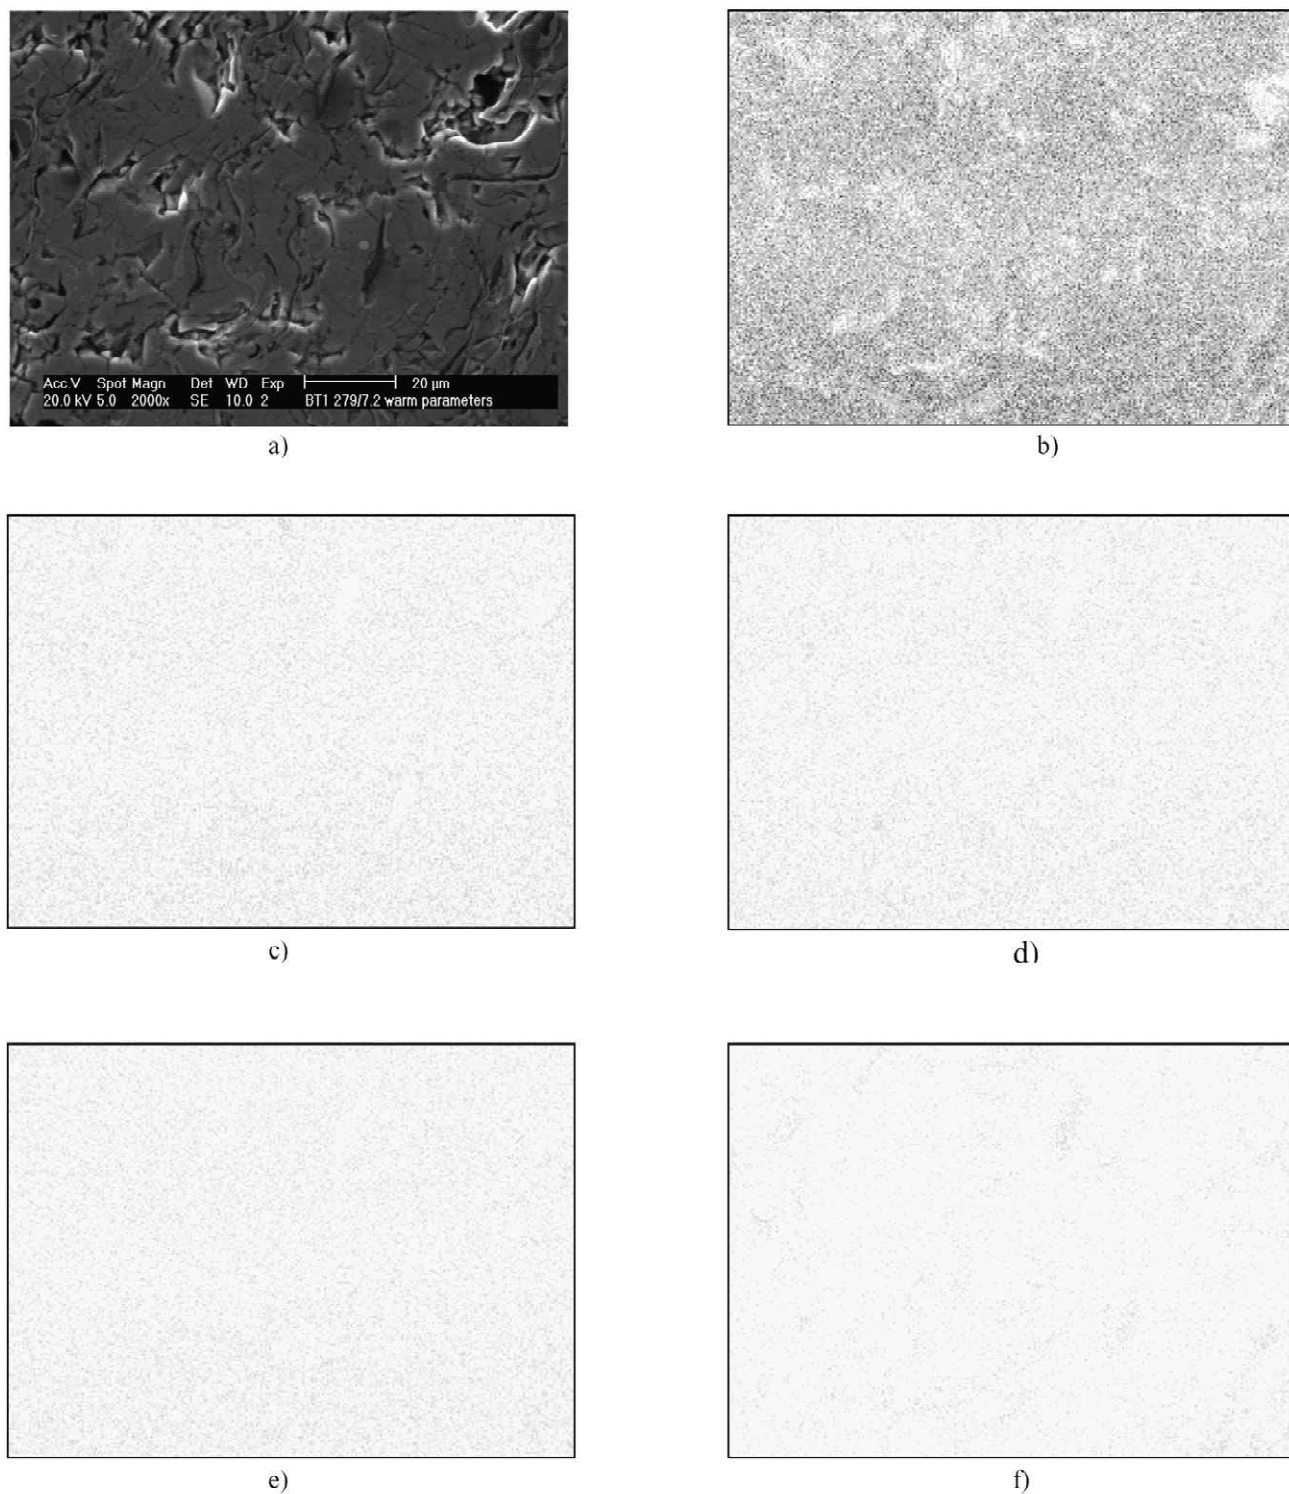 Acc.V Spot Magn Det WD Exp 20 µm
20.0 kV 5.0 2000x SE 10.0 2 BT1 279/7.2 warm parameters
a)
b)
c)
d)
e)
f)